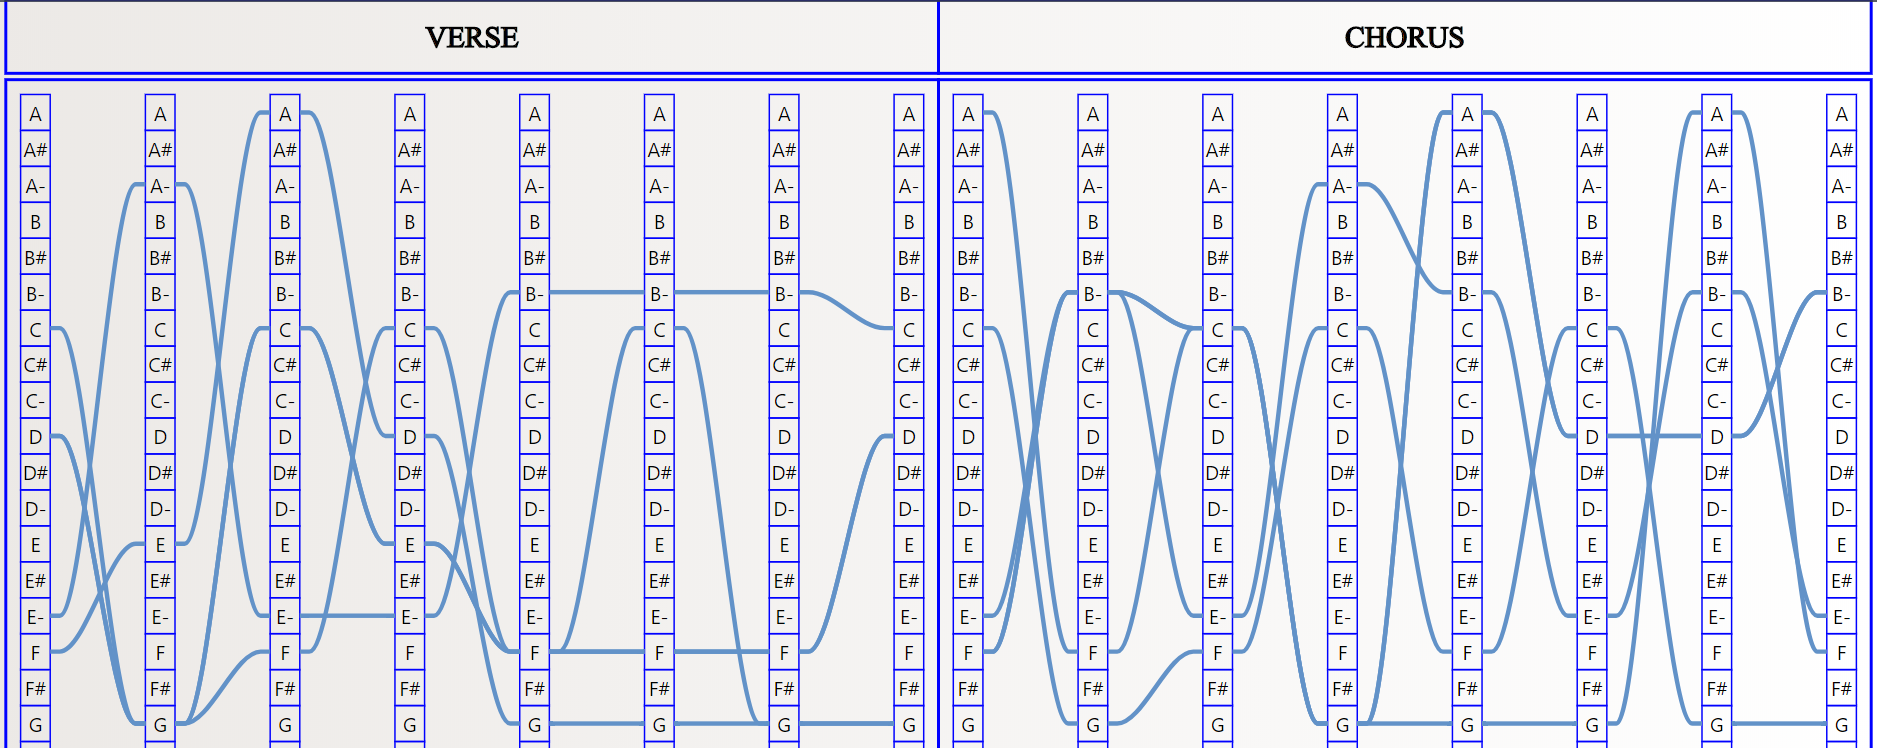 VERSE CHORUS
A A A A A A A A A A A A A A A A
A# A# A# A# A# A# A# A# A# A# A# A# A# A# A# A#
A- A- A- A- A- A- A- A- A- A- A- A- A- A- A- A-
B B B B B B B B B B B B B B B B
B# B# B# B# B# B# B# B# B# B# B# B# B# B# B# B#
B- B- B- B- B- B- B- B- B- B- B- B- B- B- B- B-
C C C C C C C C C C C C C C C C
C# C# C# C# C# C# C# C# C# C# C# C# C# C# C# C#
C- C- C- C- C- C- C- C- C- C- C- C- C- C- C- C-
D D D D D D D D D D D D D D D D
D# D# D# D# D# D# D# D# D# D# D# D# D# D# D# D#
D- D- D- D- D- D- D- D- D- D- D- D- D- D- D- D-
E E E E E E E E E E E E E E E E
E# E# E# E# E# E# E# E# E# E# E# E# E# E# E# E#
E- E- E- E- E- E- E- E- E- E- E- E- E- E- E- E-
F F F F F F F F F F F F F F F F
F# F# F# F# F# F# F# F# F# F# F# F# F# F# F# F#
G G G G G G G G G G G G G G G G